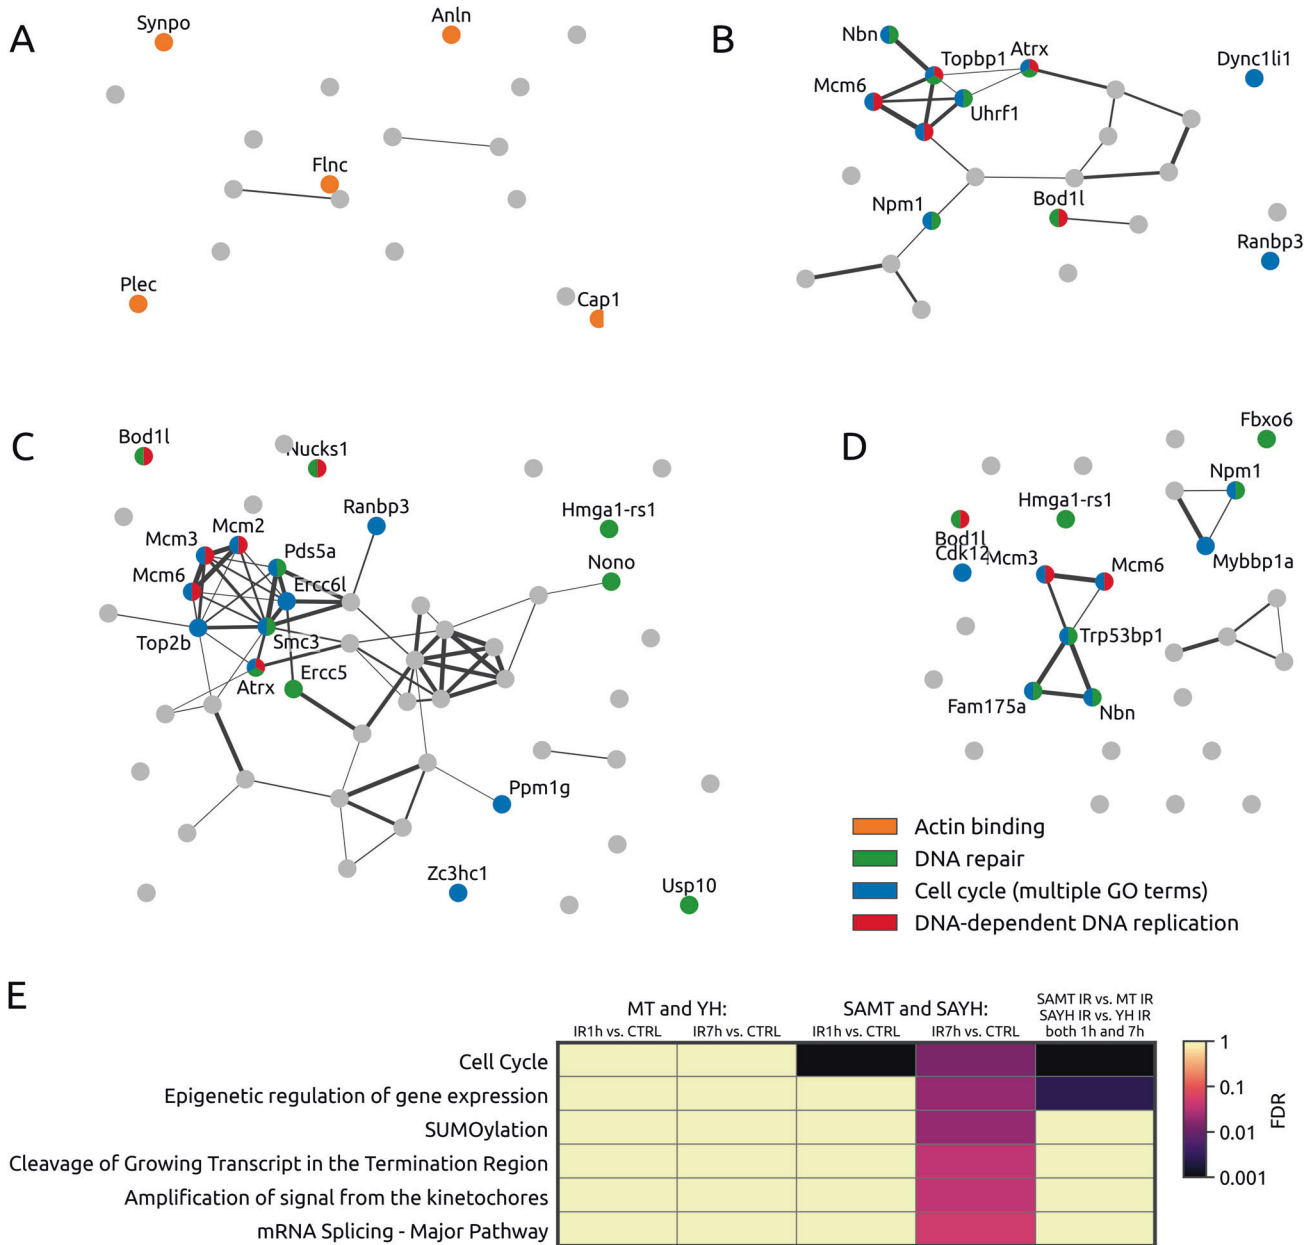 A
Synpo
Anln
Flnc
Plec
Cap1
B
Nbn
Topbp1
Atrx
Dync1li1
Mcm6
Uhrf1
Npm1
Bod1l
Ranbp3
C
Bod1l
Nucks1
Ranbp3
Hmga1-rs1
Mcm2
Mcm3
Pds5a
Nono
Mcm6
Ercc6l
Top2b
Smc3
Atrx
Ercc5
Ppm1g
Zc3hc1
Usp10
D
Fbxo6
Npm1
Hmga1-rs1
Bod1l
Cdk12
Mcm3
Mcm6
Mybbp1a
Trp53bp1
Fam175a
Nbn
Actin binding
DNA repair
Cell cycle (multiple GO terms)
DNA-dependent DNA replication
E
MT and YH:
IR1h vs. CTRL
IR7h vs. CTRL
SAMT and SAYH:
IR1h vs. CTRL
IR7h vs. CTRL
SAMT IR vs. MT IR
SAYH IR vs. YH IR
both 1h and 7h
Cell Cycle
Epigenetic regulation of gene expression
SUMOylation
Cleavage of Growing Transcript in the Termination Region
Amplification of signal from the kinetochores
mRNA Splicing - Major Pathway
1
0.1
0.01
0.001
FDR